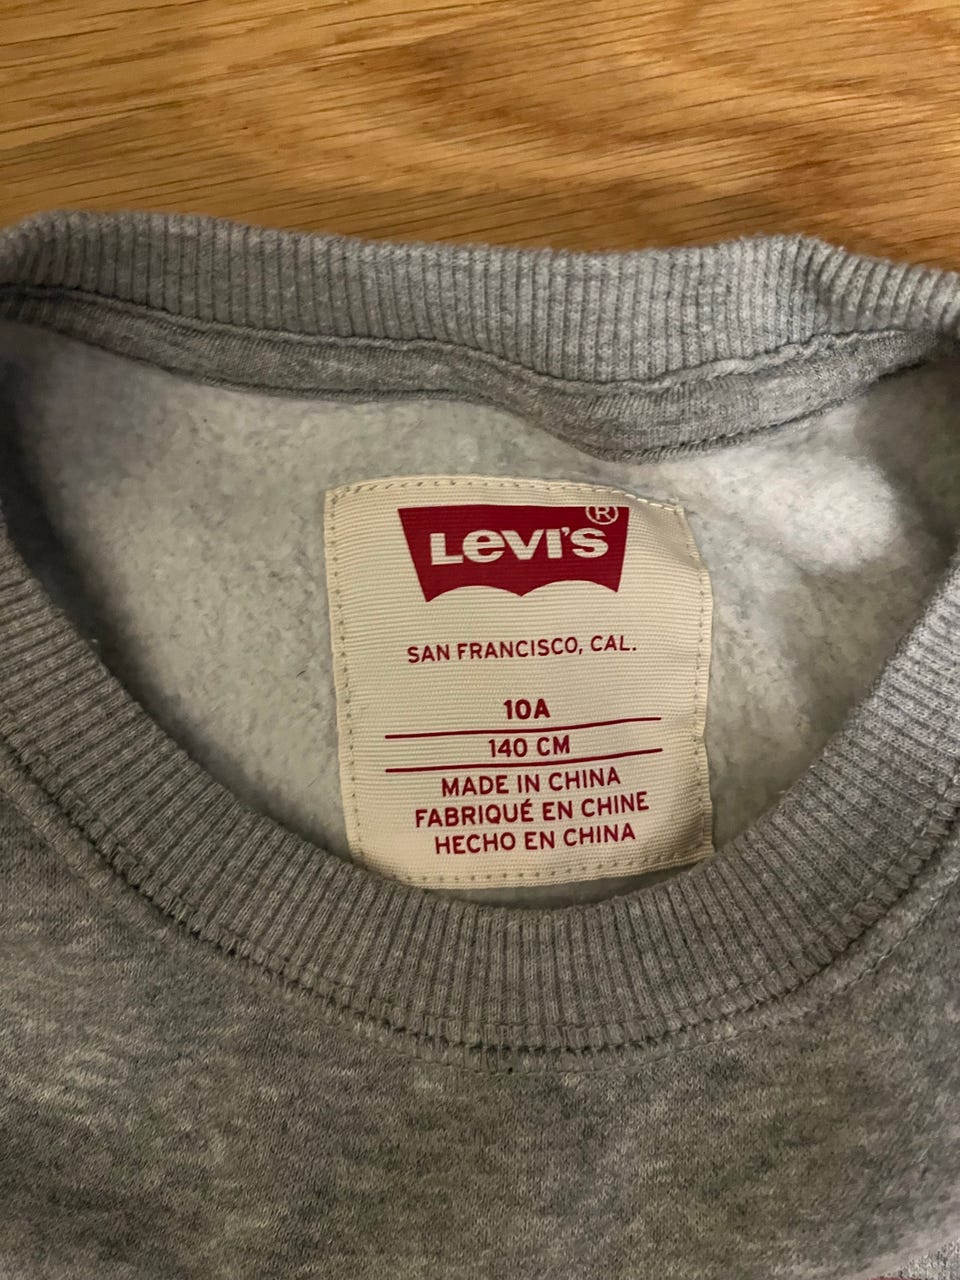 LEVI'S®
SAN FRANCISCO, CAL.
10A
140 CM
MADE IN CHINA
FABRIQUÉ EN CHINE
HECHO EN CHINA